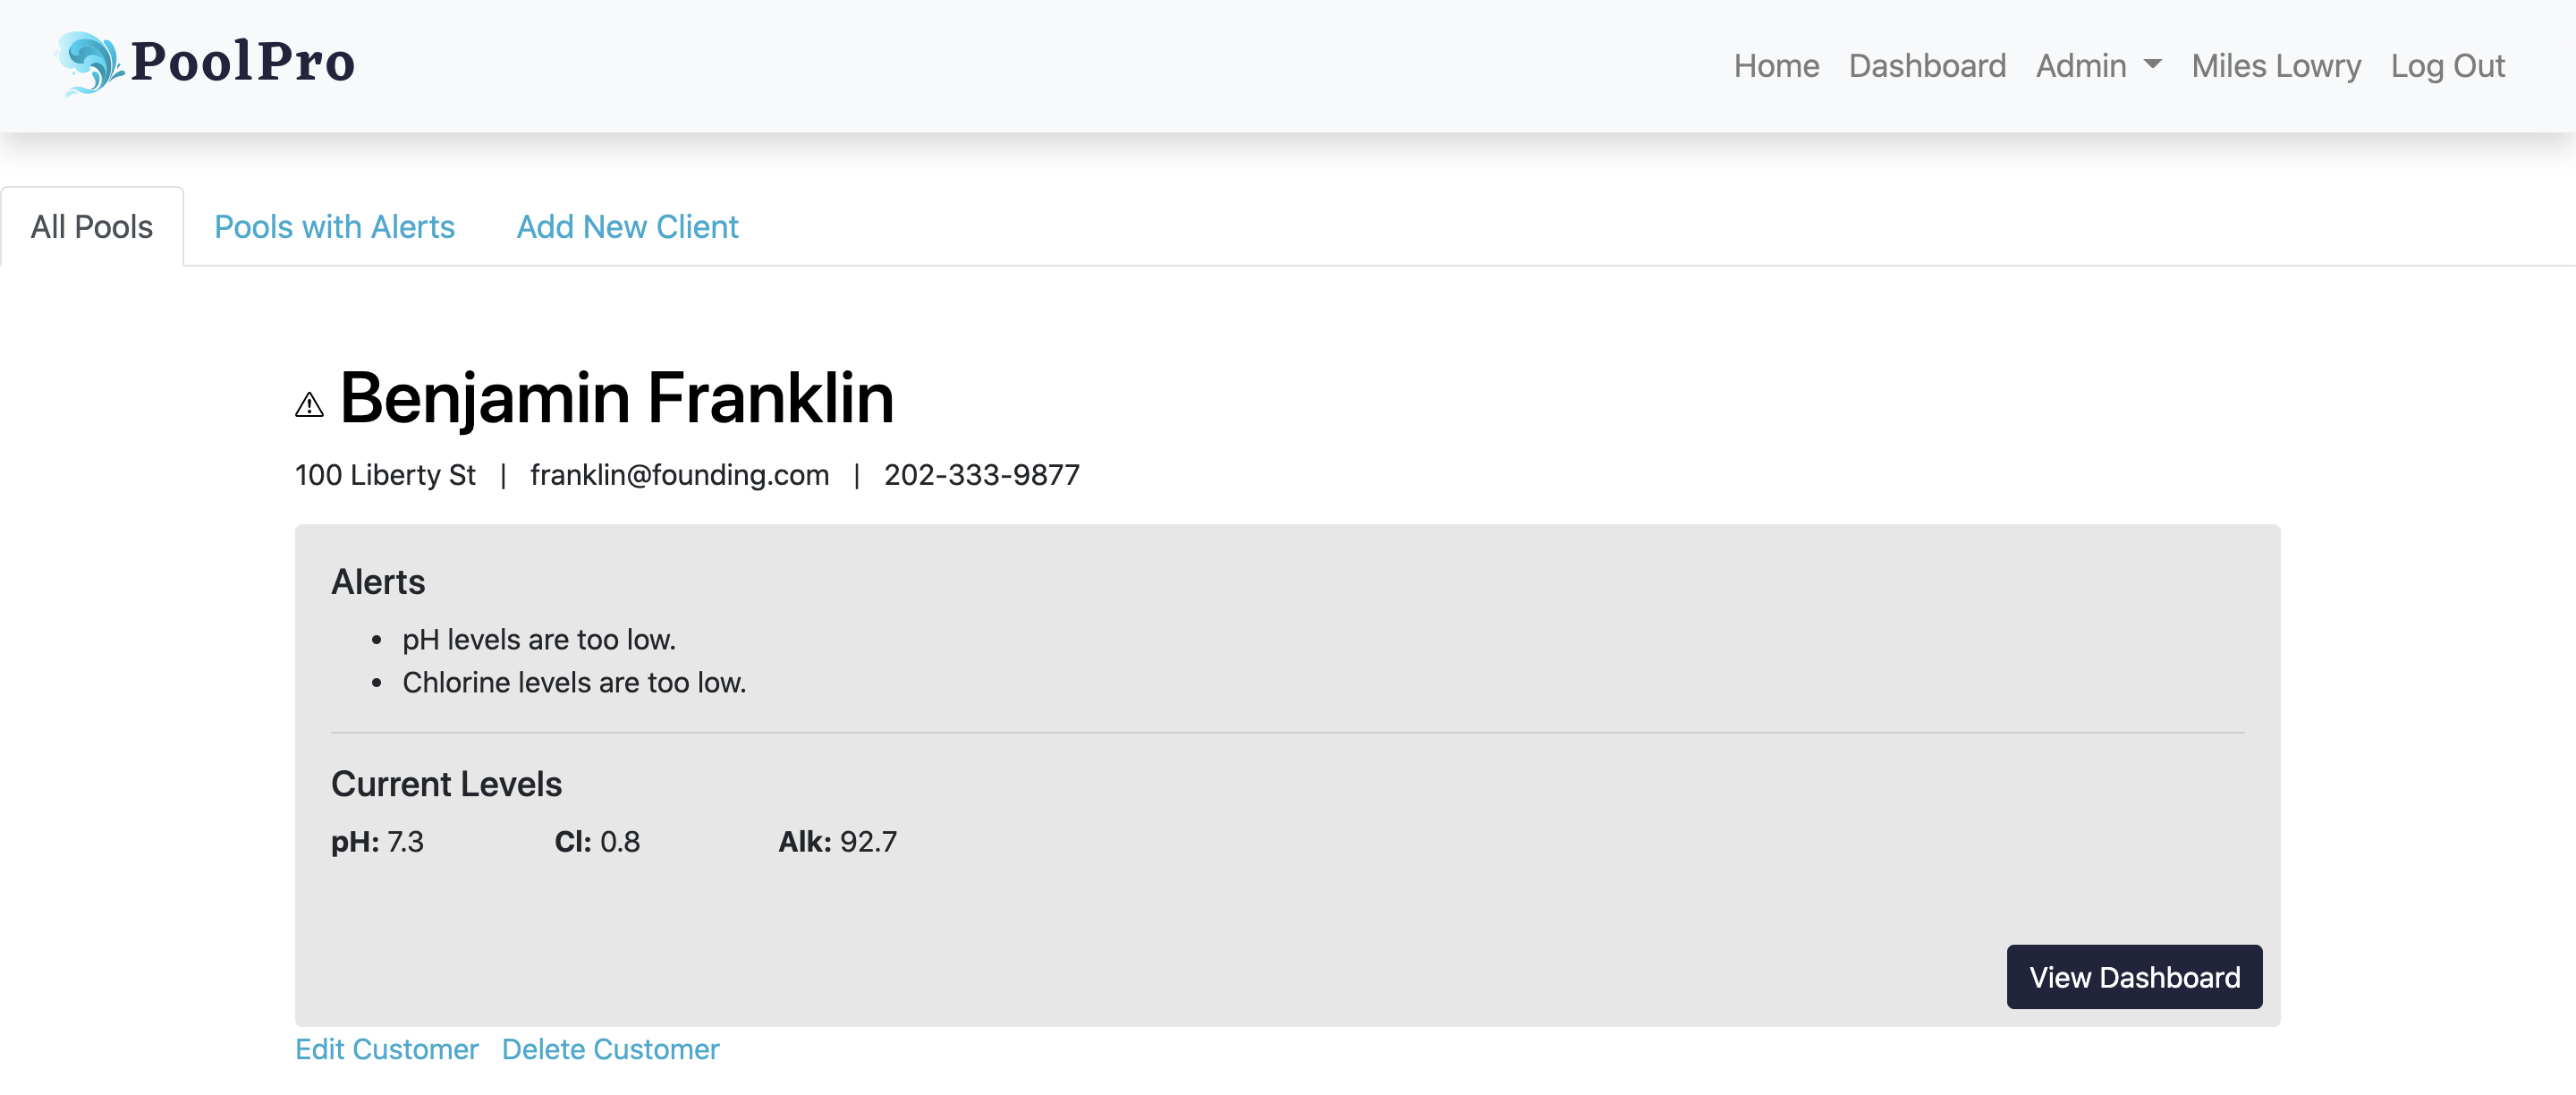 PoolPro
Home Dashboard Admin Miles Lowry Log Out
All Pools Pools with Alerts Add New Client
Benjamin Franklin
100 Liberty St | franklin@founding.com | 202-333-9877
Alerts
• pH levels are too low.
• Chlorine levels are too low.
Current Levels
pH: 7.3 Cl: 0.8 Alk: 92.7
View Dashboard
Edit Customer Delete Customer